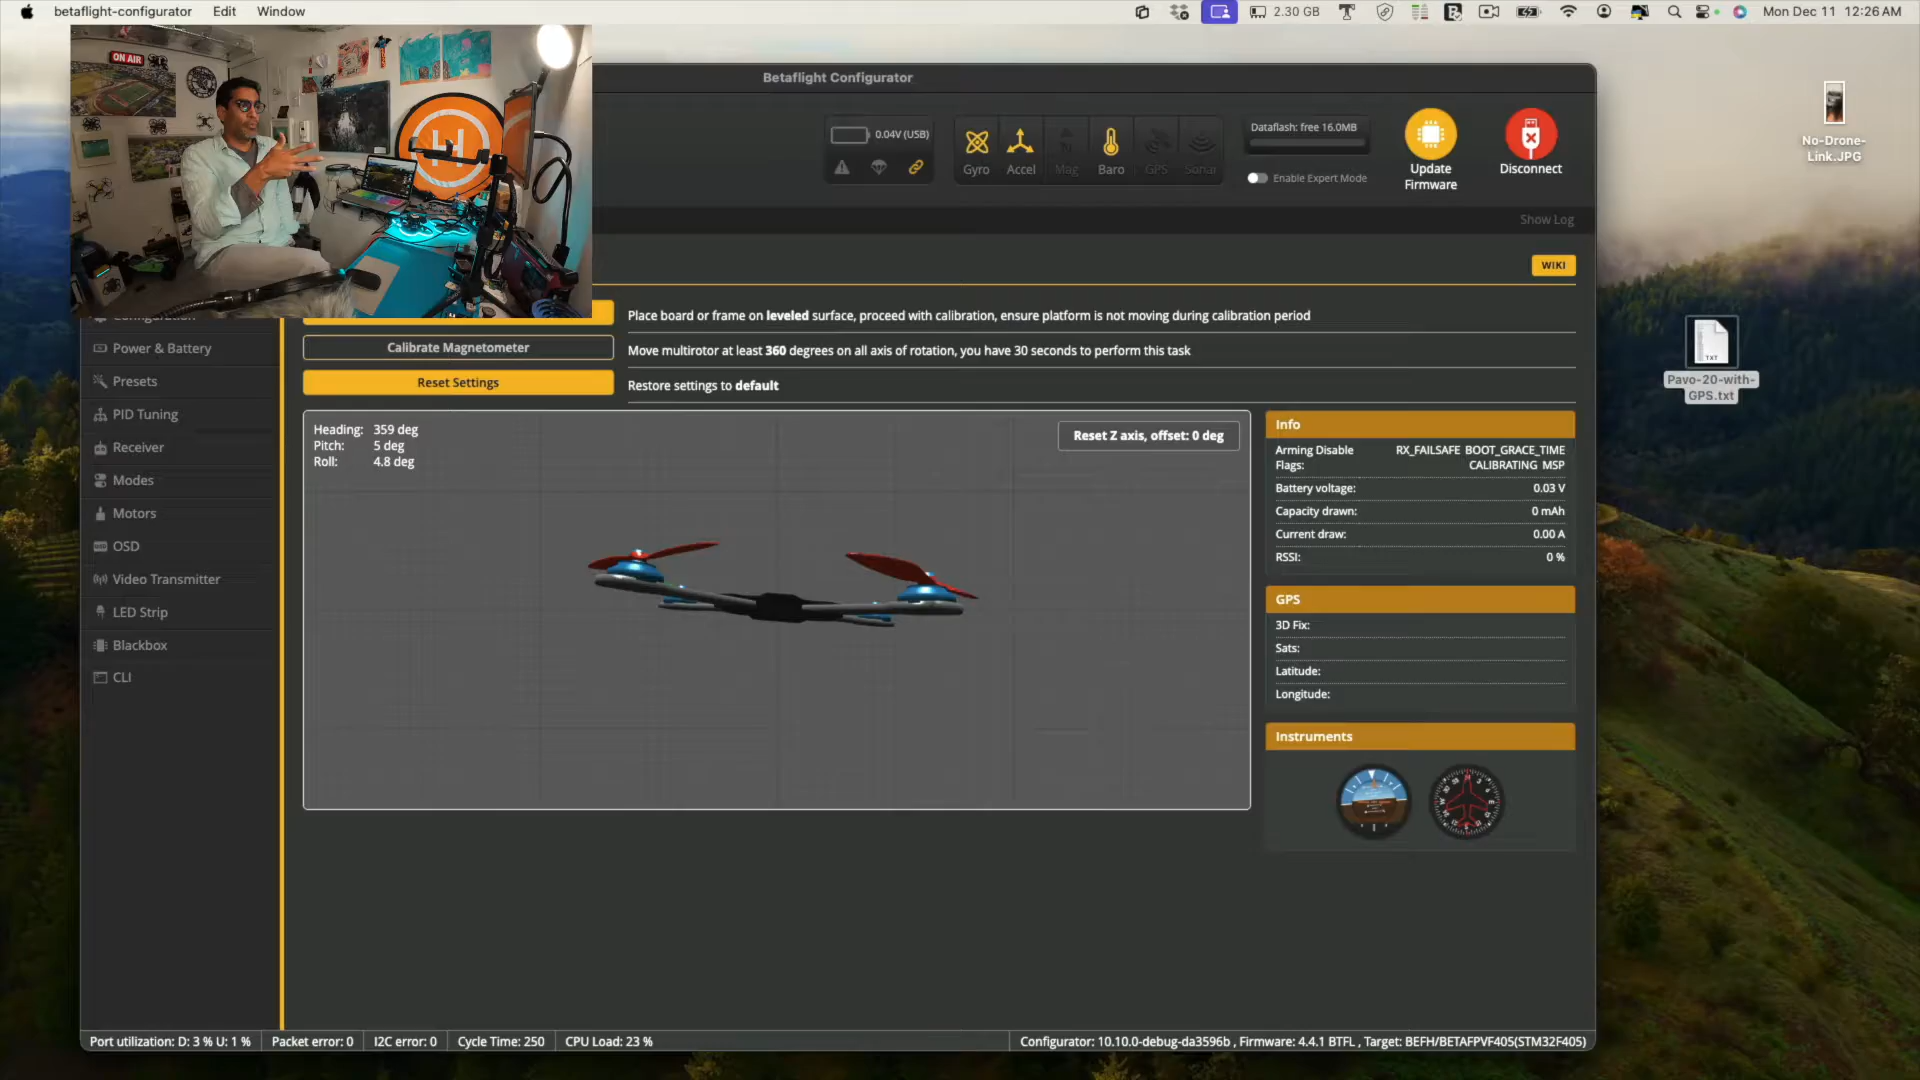 betaflight-configurator Edit Window
2.30 GB
Mon Dec 11 12:26 AM
ON AIR
H
Betaflight Configurator
0.04V (USB)
Gyro Accel Mag Baro GPS Sonar
Dataflash: free 16.0MB
Enable Expert Mode
Update
Firmware
Disconnect
Show Log
WIKI
No-Drone-
Link.JPG
TXT
Pavo-20-with-
GPS.txt
Configuration
Power & Battery
Presets
PID Tuning
Receiver
Modes
Motors
OSD
Video Transmitter
LED Strip
Blackbox
CLI
Place board or frame on leveled surface, proceed with calibration, ensure platform is not moving during calibration period
Calibrate Magnetometer
Move multirotor at least 360 degrees on all axis of rotation, you have 30 seconds to perform this task
Reset Settings
Restore settings to default
Heading: 359 deg
Pitch: 5 deg
Roll: 4.8 deg
Reset Z axis, offset: 0 deg
Info
Arming Disable Flags: RX_FAILSAFE BOOT_GRACE_TIME
CALIBRATING MSP
Battery voltage: 0.03 V
Capacity drawn: 0 mAh
Current draw: 0.00 A
RSSI: 0 %
GPS
3D Fix:
Sats:
Latitude:
Longitude:
Instruments
Port utilization: D: 3 % U: 1 % Packet error: 0 I2C error: 0 Cycle Time: 250 CPU Load: 23 %
Configurator: 10.10.0-debug-da3596b , Firmware: 4.4.1 BTFL , Target: BEFH/BETAFPVF405(STM32F405)